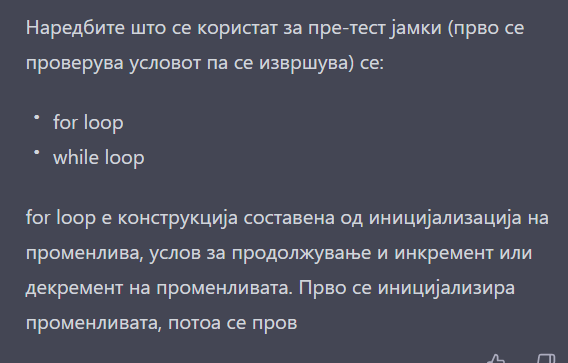 Наредбите што се користат за пре-тест јамки (прво се
проверува условот па се извршува) се:
• for loop
• while loop
for loop е конструкција составена од иницијализација на
променлива, услов за продолжување и инкремент или
декремент на променливата. Прво се иницијализира
променливата, потоа се пров